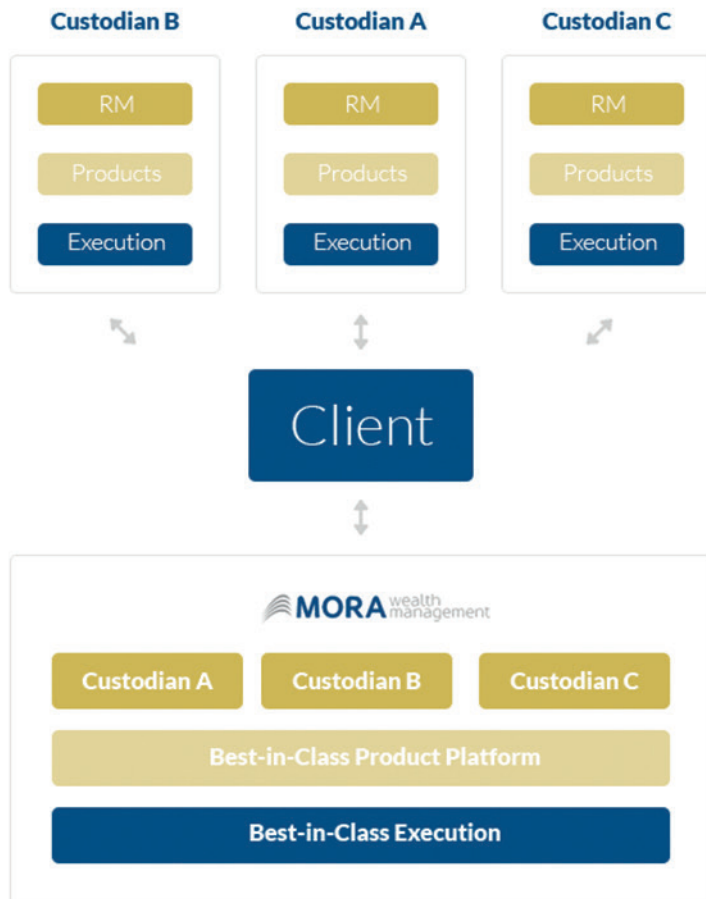 Custodian B Custodian A Custodian C
RM RM RM
Products Products Products
Execution Execution Execution
Client
MORA wealth management
Custodian A Custodian B Custodian C
Best-in-Class Product Platform
Best-in-Class Execution